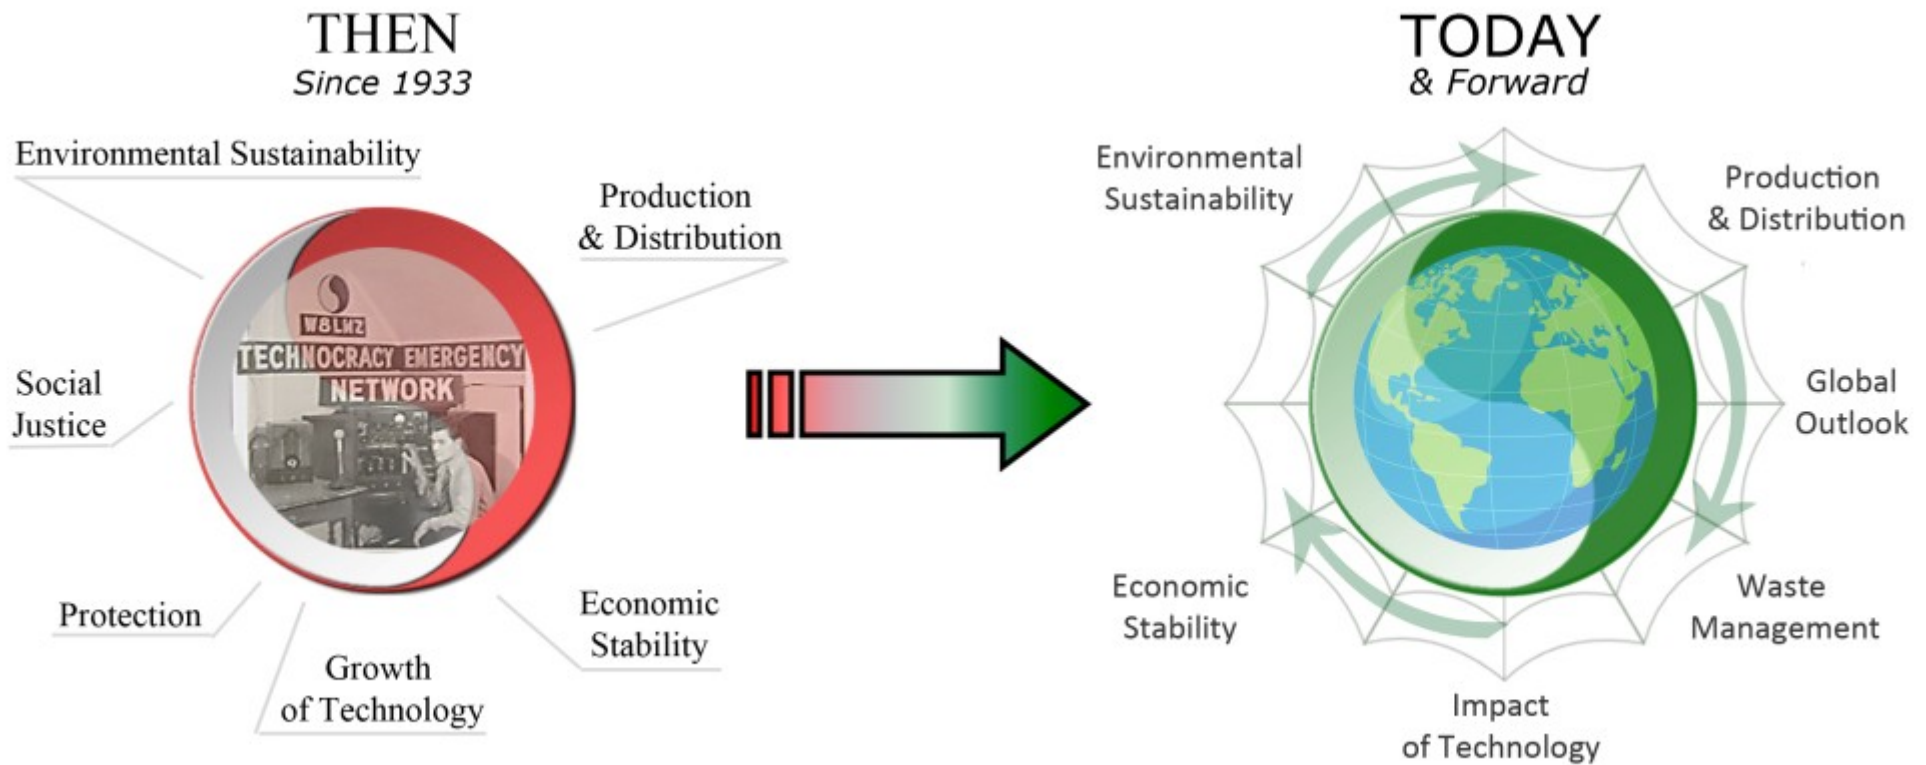 THEN
Since 1933
Environmental Sustainability
Production
& Distribution
W8LMZ
TECHNOCRACY EMERGENCY
NETWORK
Social
Justice
Protection
Growth
of Technology
Economic
Stability
TODAY
& Forward
Environmental
Sustainability
Production
& Distribution
Global
Outlook
Economic
Stability
Waste
Management
Impact
of Technology